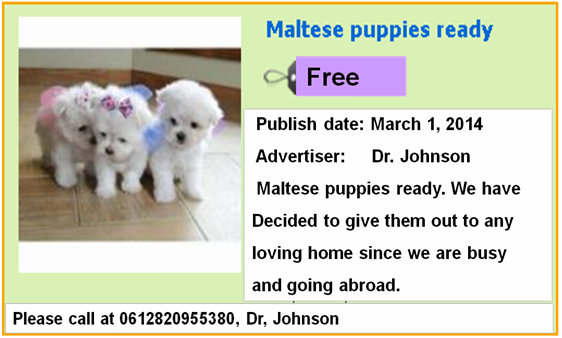 Maltese puppies ready
Free
Publish date: March 1, 2014
Advertiser: Dr. Johnson
Maltese puppies ready. We have
Decided to give them out to any
loving home since we are busy
and going abroad.
Please call at 0612820955380, Dr, Johnson